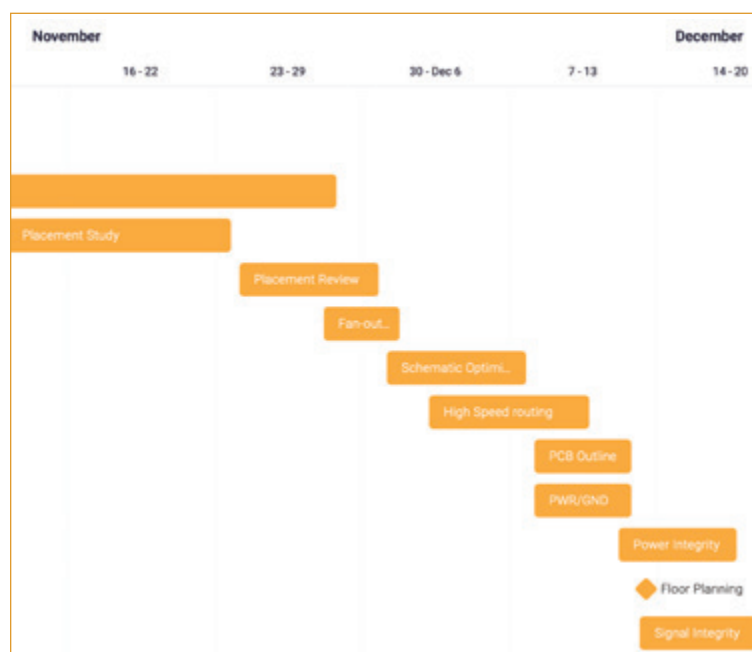 November December
16 - 22 23 - 29 30 - Dec 6 7 - 13 14 - 20
Placement Study
Placement Review
Fan-out...
Schematic Optimi...
High Speed routing
PCB Outline
PWR/GND
Power Integrity
Floor Planning
Signal Integrity